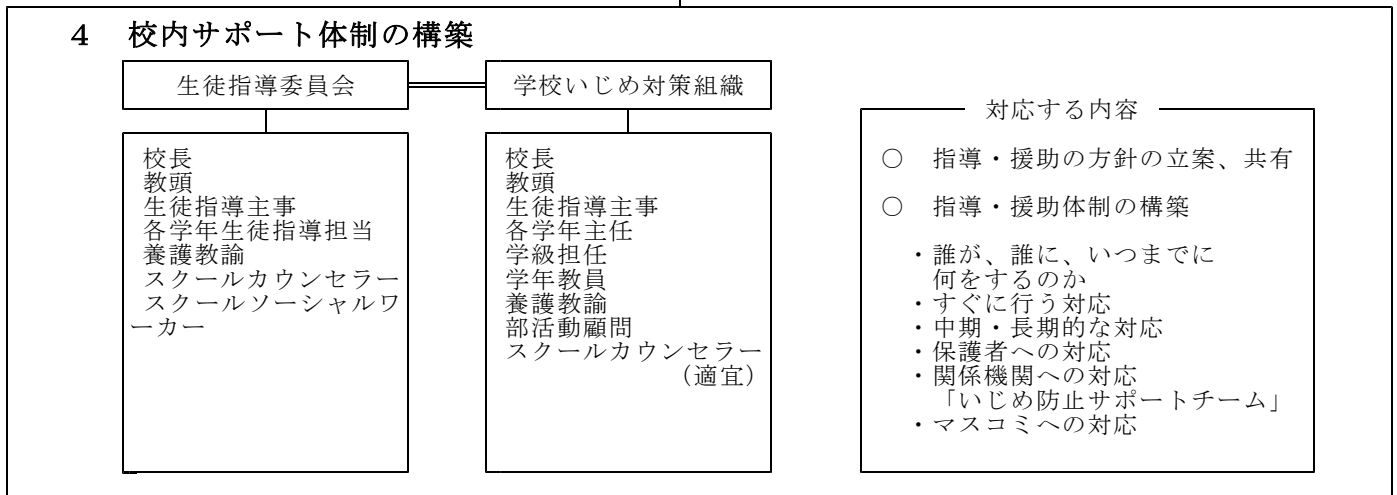 ４　校内サポート体制の構築
生徒指導委員会
校長
教頭
生徒指導主事
各学年生徒指導担当
養護教諭
スクールカウンセラー
スクールソーシャルワ
ーカー
学校いじめ対策組織
校長
教頭
生徒指導主事
各学年主任
学級担任
学年教員
養護教諭
部活動顧問
スクールカウンセラー
（適宜）
対応する内容
○　指導・援助の方針の立案、共有
○　指導・援助体制の構築
・誰が、誰に、いつまでに
何をするのか
・すぐに行う対応
・中期・長期的な対応
・保護者への対応
・関係機関への対応
「いじめ防止サポートチーム」
・マスコミへの対応